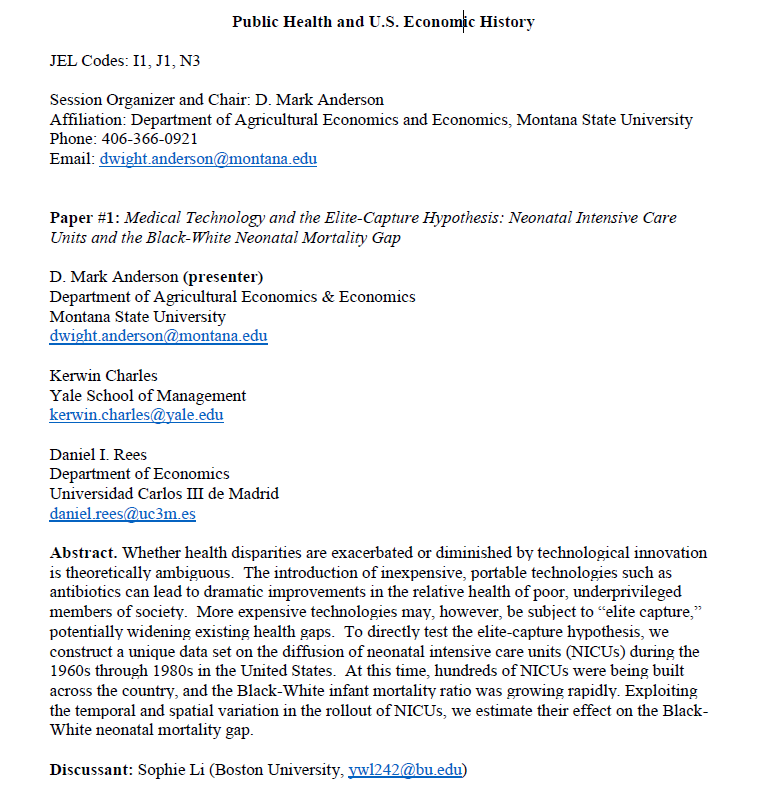 Public Health and U.S. Economic History
JEL Codes: I1, J1, N3
Session Organizer and Chair: D. Mark Anderson
Affiliation: Department of Agricultural Economics and Economics, Montana State University
Phone: 406-366-0921
Email: dwight.anderson@montana.edu
Paper #1: Medical Technology and the Elite-Capture Hypothesis: Neonatal Intensive Care
Units and the Black-White Neonatal Mortality Gap
D. Mark Anderson (presenter)
Department of Agricultural Economics & Economics
Montana State University
dwight.anderson@montana.edu
Kerwin Charles
Yale School of Management
kerwin.charles@yale.edu
Daniel I. Rees
Department of Economics
Universidad Carlos III de Madrid
daniel.rees@uc3m.es
Abstract. Whether health disparities are exacerbated or diminished by technological innovation
is theoretically ambiguous.  The introduction of inexpensive, portable technologies such as
antibiotics can lead to dramatic improvements in the relative health of poor, underprivileged
members of society.  More expensive technologies may, however, be subject to “elite capture,”
potentially widening existing health gaps.  To directly test the elite-capture hypothesis, we
construct a unique data set on the diffusion of neonatal intensive care units (NICUs) during the
1960s through 1980s in the United States.  At this time, hundreds of NICUs were being built
across the country, and the Black-White infant mortality ratio was growing rapidly. Exploiting
the temporal and spatial variation in the rollout of NICUs, we estimate their effect on the Black-
White neonatal mortality gap.
Discussant: Sophie Li (Boston University, ywl242@bu.edu)